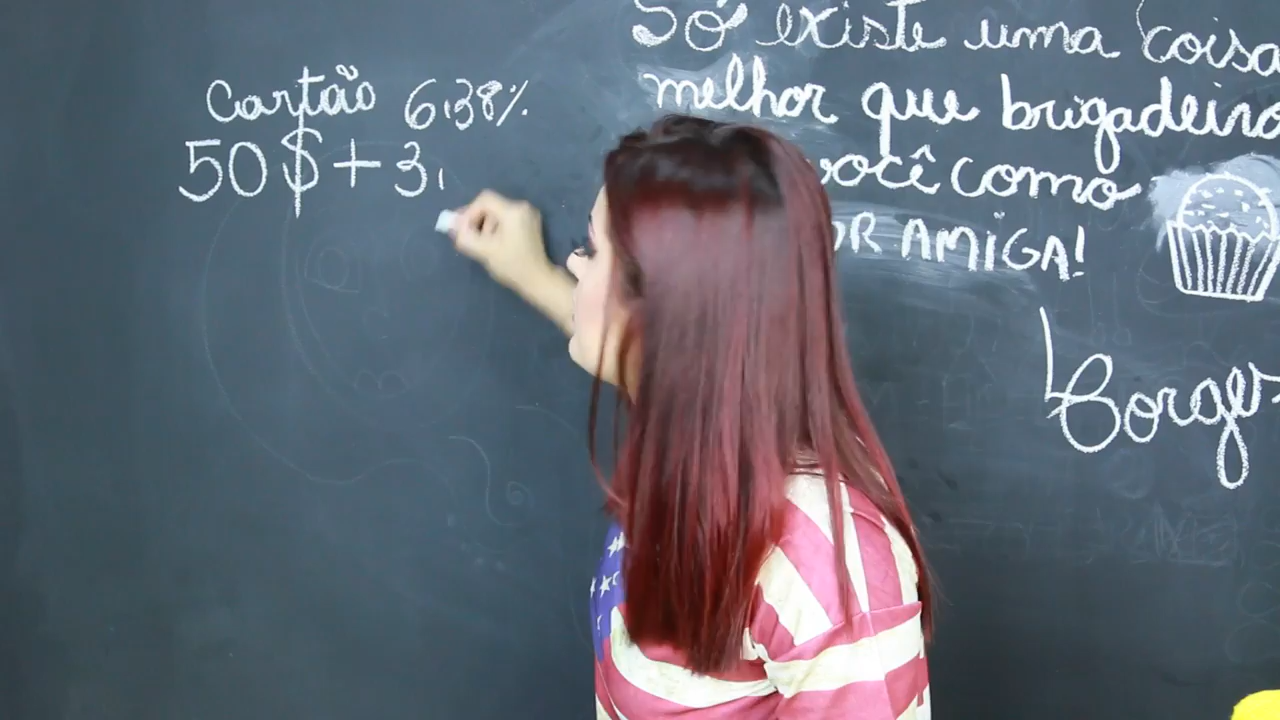 Cartão 6,38%
50$ + 3,
Só existe uma coisa
melhor que brigadeiro
você como
AMiGA!
Borges